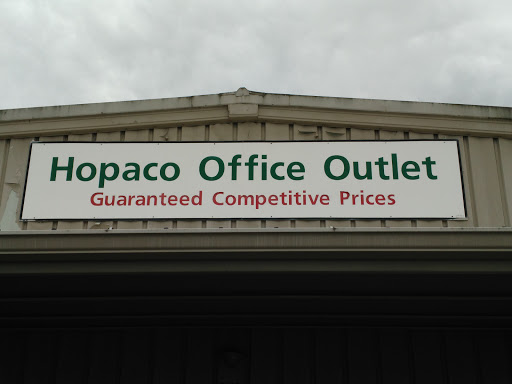 Hopaco Office Outlet
Guaranteed Competitive Prices